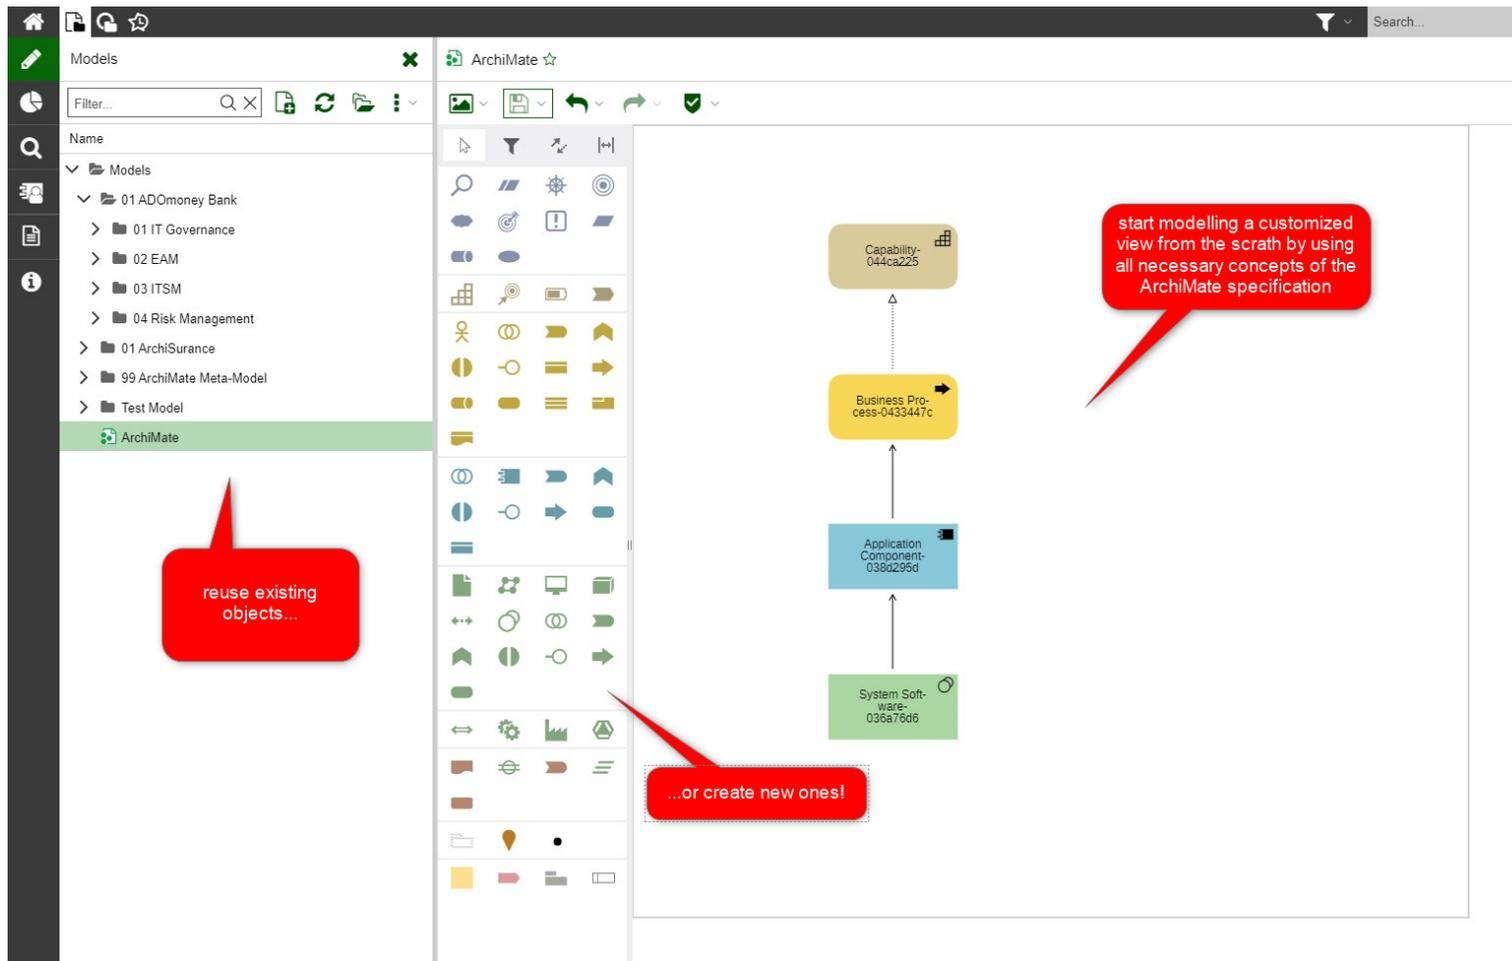 Search...
Models
ArchiMate
Filter...
Name
Models
01 ADOmoney Bank
01 IT Governance
02 EAM
03 ITSM
04 Risk Management
01 ArchiSurance
99 ArchiMate Meta-Model
Test Model
ArchiMate
reuse existing
objects...
Capability-
044ca225
start modelling a customized
view from the scrath by using
all necessary concepts of the
ArchiMate specification
Business Pro-
cess-0433447c
Application
Component-
038d295d
System Soft-
ware-
036a76d6
...or create new ones!